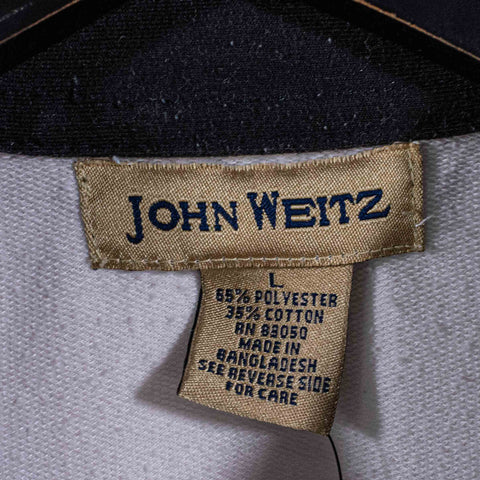 JOHN WEITZ
L
65% POLYESTER
35% COTTON
RN 83050
MADE IN
BANGLADESH
SEE REVERSE SIDE
FOR CARE